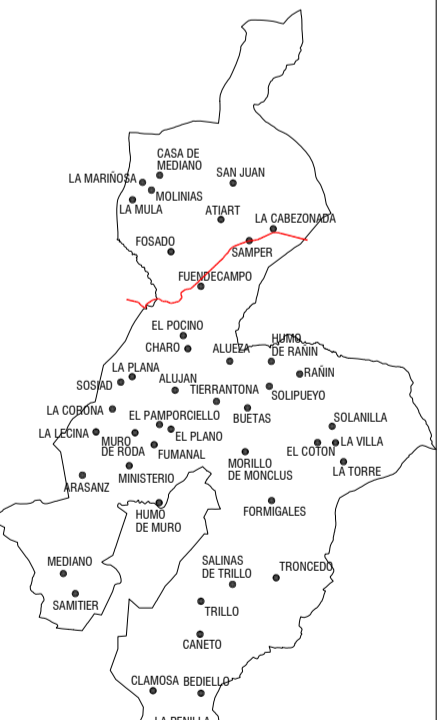 CASA DE
MEDIANO
LA MARIÑOSA
SAN JUAN
MOLINIAS
LA MULA
ATIART
LA CABEZONADA
FOSADO
SAMPER
FUENDECAMPO
EL POCINO
CHARO
ALUEZA
HUMO
DE RAÑIN
LA PLANA
RAÑIN
SOSIAD
ALUJAN
TIERRANTONA
SOLIPUEYO
LA CORONA
EL PAMPORCIELLO
BUETAS
SOLANILLA
LA LECINA
MURO
DE RODA
EL PLANO
FUMANAL
EL COTON
LA VILLA
MORILLO
DE MONCLUS
LA TORRE
MINISTERIO
ARASANZ
HUMO
DE MURO
FORMIGALES
MEDIANO
SALINAS
DE TRILLO
TRONCEDO
SAMITIER
TRILLO
CANETO
CLAMOSA
BEDIELLO
LA PENILLA